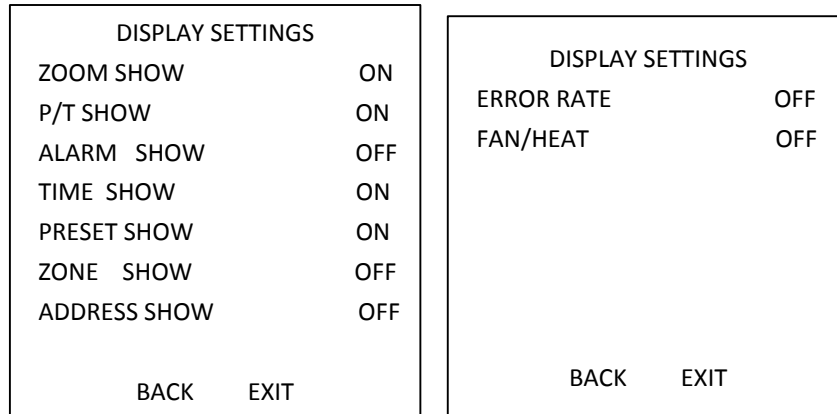 DISPLAY SETTINGS
ZOOM SHOW ON
P/T SHOW ON
ALARM SHOW OFF
TIME SHOW ON
PRESET SHOW ON
ZONE SHOW OFF
ADDRESS SHOW OFF
BACK EXIT
DISPLAY SETTINGS
ERROR RATE OFF
FAN/HEAT OFF
BACK EXIT